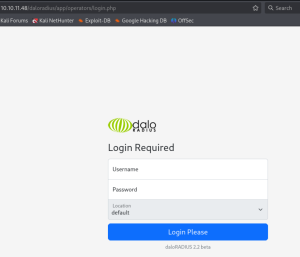 10.10.11.48/daloradius/app/operators/login.php
Search
Kali Forums
Kali NetHunter
Exploit-DB
Google Hacking DB
OffSec
dalo
RADIUS
Login Required
Username
Password
Location
default
Login Please
daloRADIUS 2.2 beta